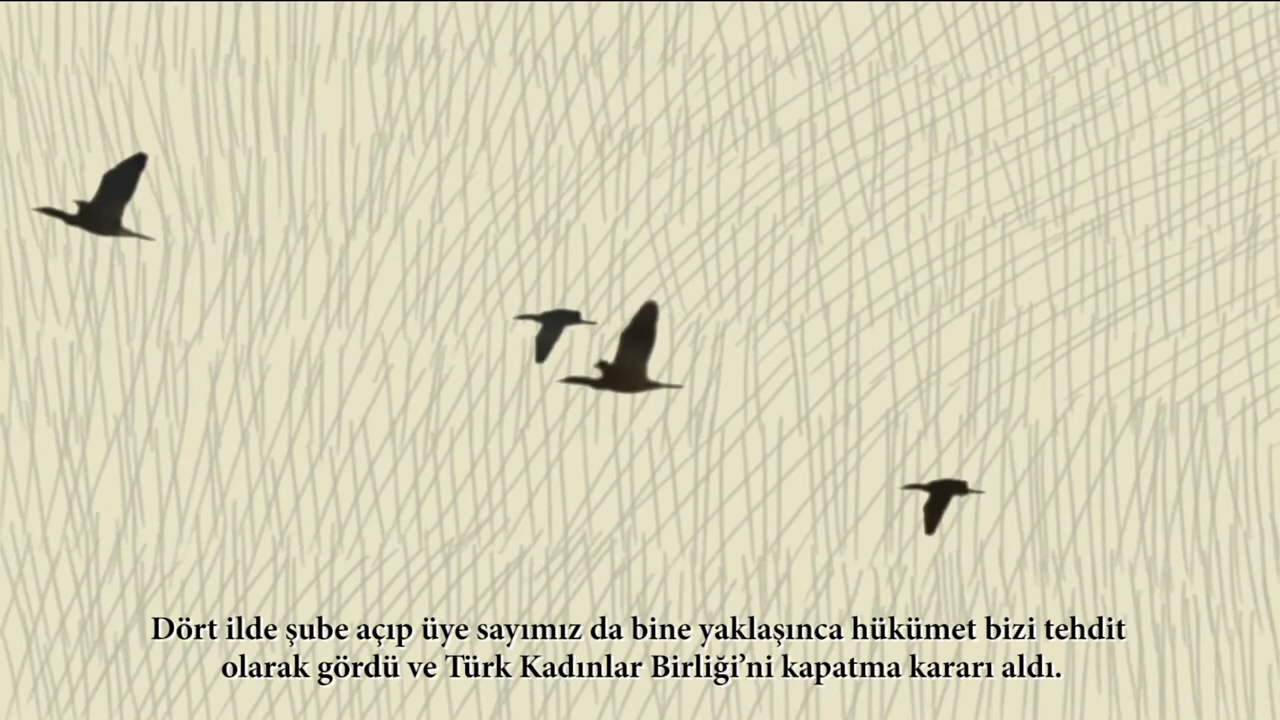 Dört ilde şube açıp üye sayımız da bine yaklaşınca hükümet bizi tehdit
olarak gördü ve Türk Kadınlar Birliği’ni kapatma kararı aldı.